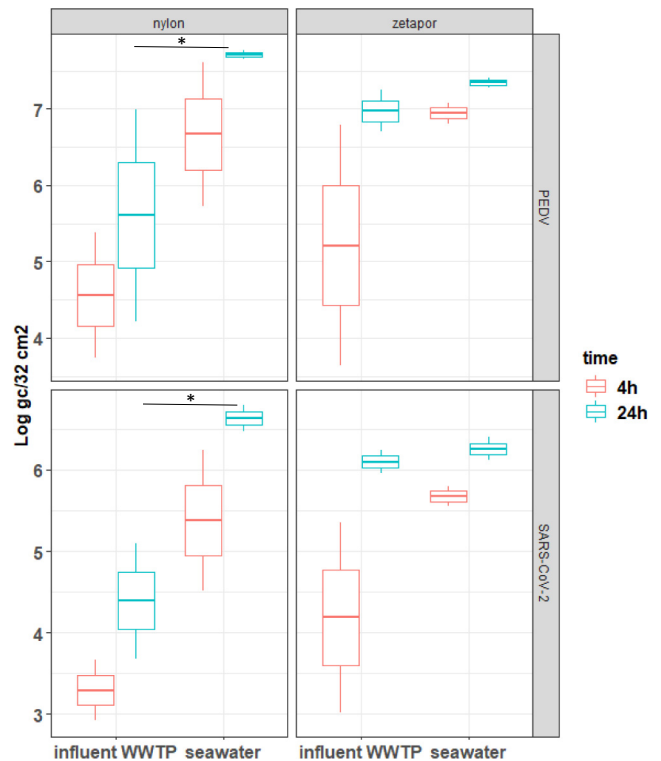 nylon
zetapor
*
7
6
5
4
PEDV
*
6
5
4
3
SARS-CoV-2
Log gc/32 cm2
influent WWTP seawater
influent WWTP seawater
time
4h
24h